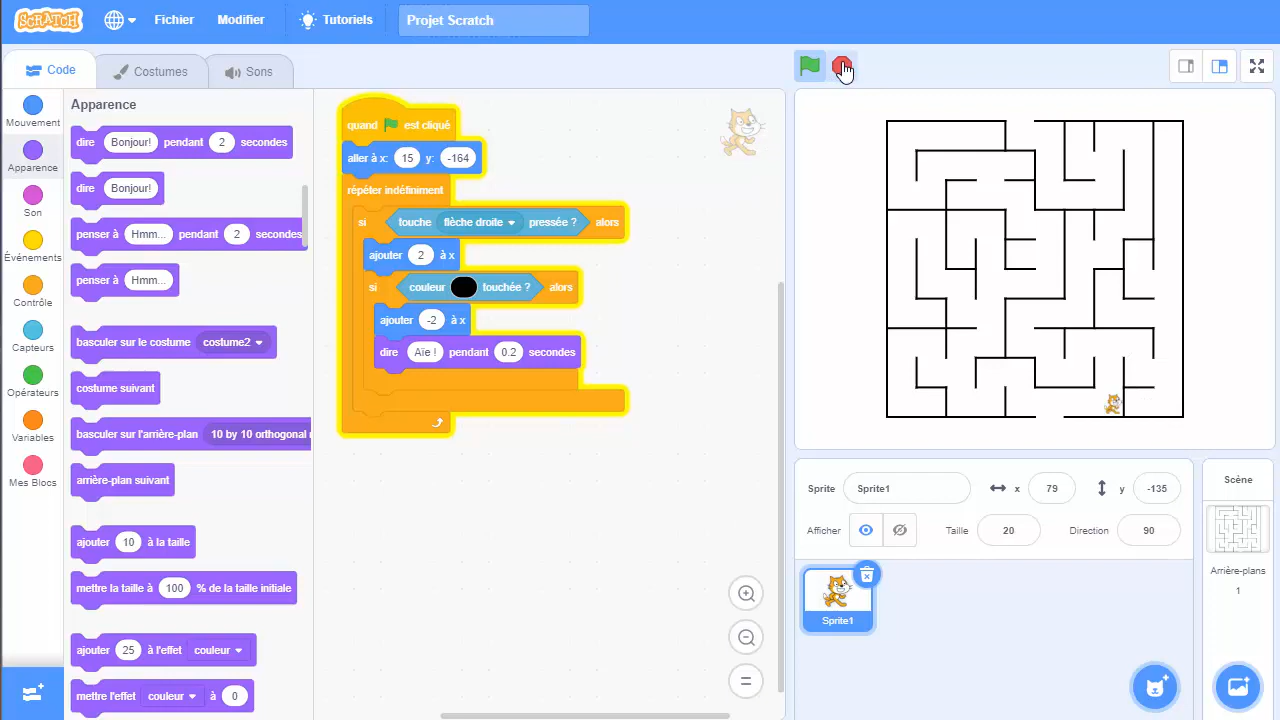 SCRATCH
Fichier
Modifier
Tutoriels
Projet Scratch
Code
Costumes
Sons
Mouvement
Apparence
Son
Événements
Contrôle
Capteurs
Opérateurs
Variables
Mes Blocs
Apparence
dire Bonjour! pendant 2 secondes
dire Bonjour!
penser à Hmm... pendant 2 secondes
penser à Hmm...
basculer sur le costume costume2
costume suivant
basculer sur l'arrière-plan 10 by 10 orthogonal
arrière-plan suivant
ajouter 10 à la taille
mettre la taille à 100 % de la taille initiale
ajouter 25 à l'effet couleur
mettre l'effet couleur à 0
quand est cliqué
aller à x: 15 y: -164
répéter indéfiniment
si touche flèche droite pressée ? alors
ajouter 2 à x
si couleur touchée ? alors
ajouter -2 à x
dire Aïe ! pendant 0.2 secondes
Sprite Sprite1 x 79 y -135
Afficher Taille 20 Direction 90
Sprite1
Scène
Arrière-plans
1